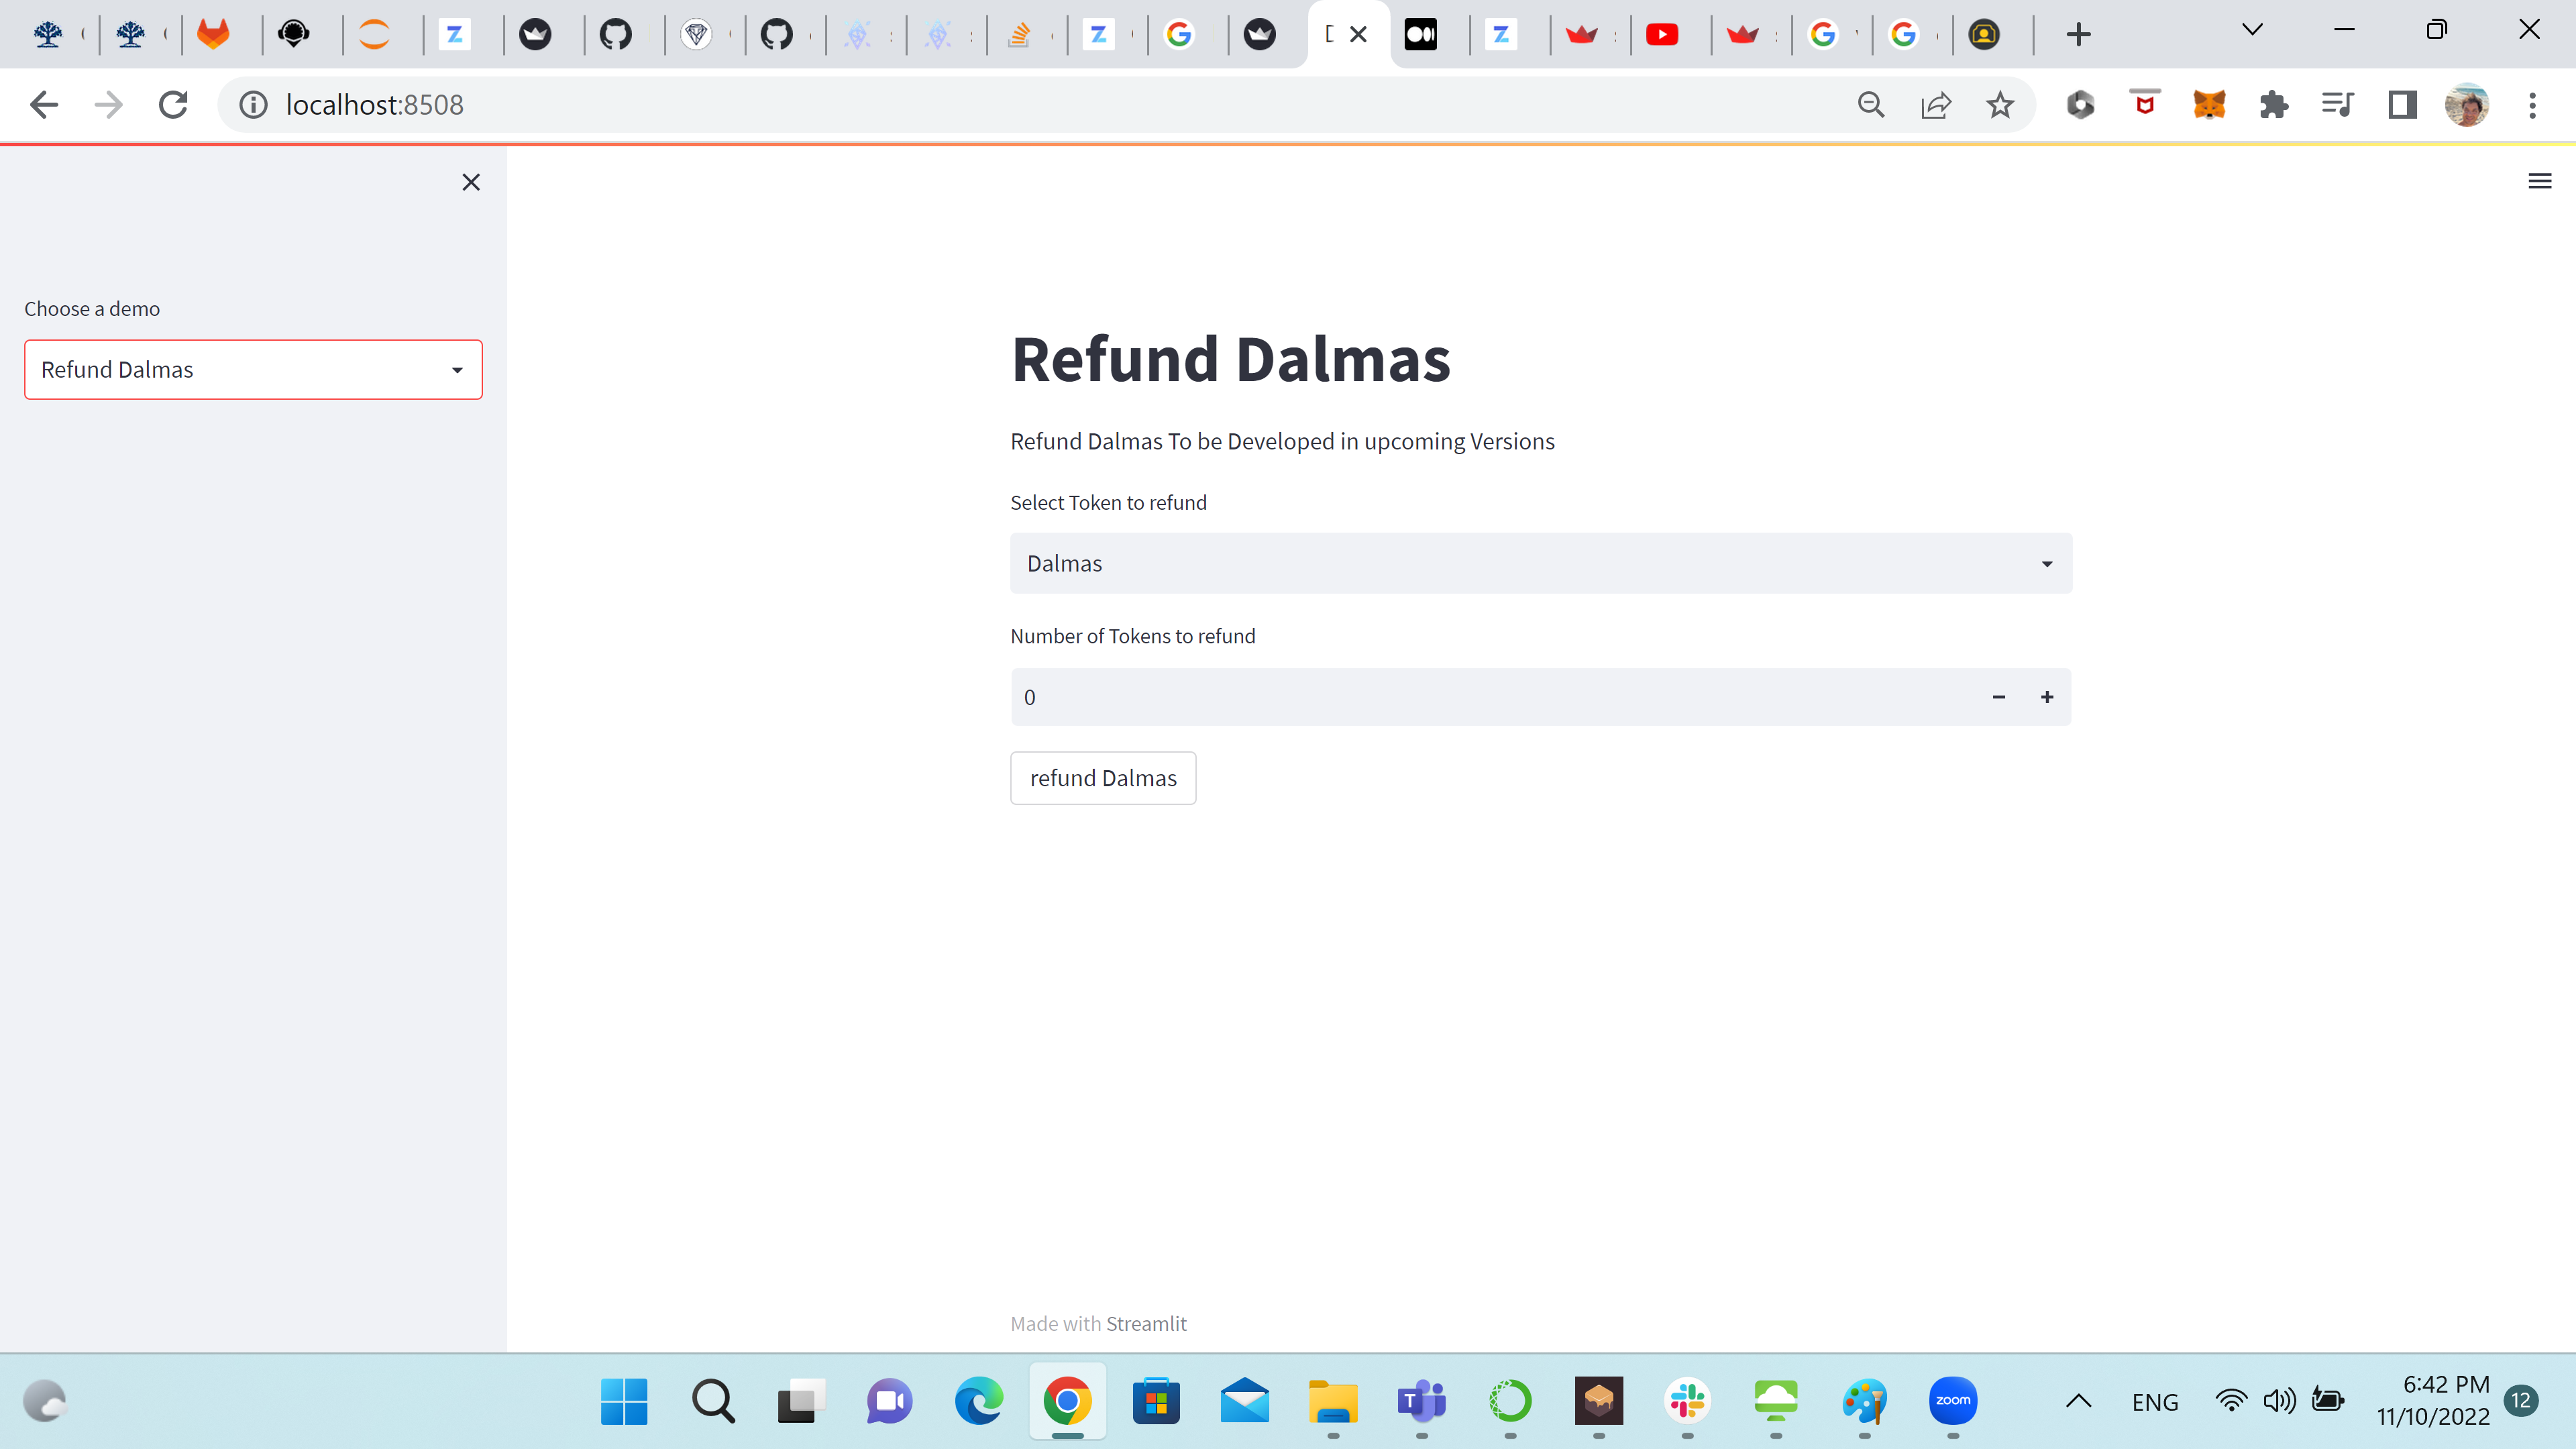 localhost:8508
Choose a demo
Refund Dalmas
Refund Dalmas
Refund Dalmas To be Developed in upcoming Versions
Select Token to refund
Dalmas
Number of Tokens to refund
0
refund Dalmas
Made with Streamlit
zoom
ENG
6:42 PM
11/10/2022
12